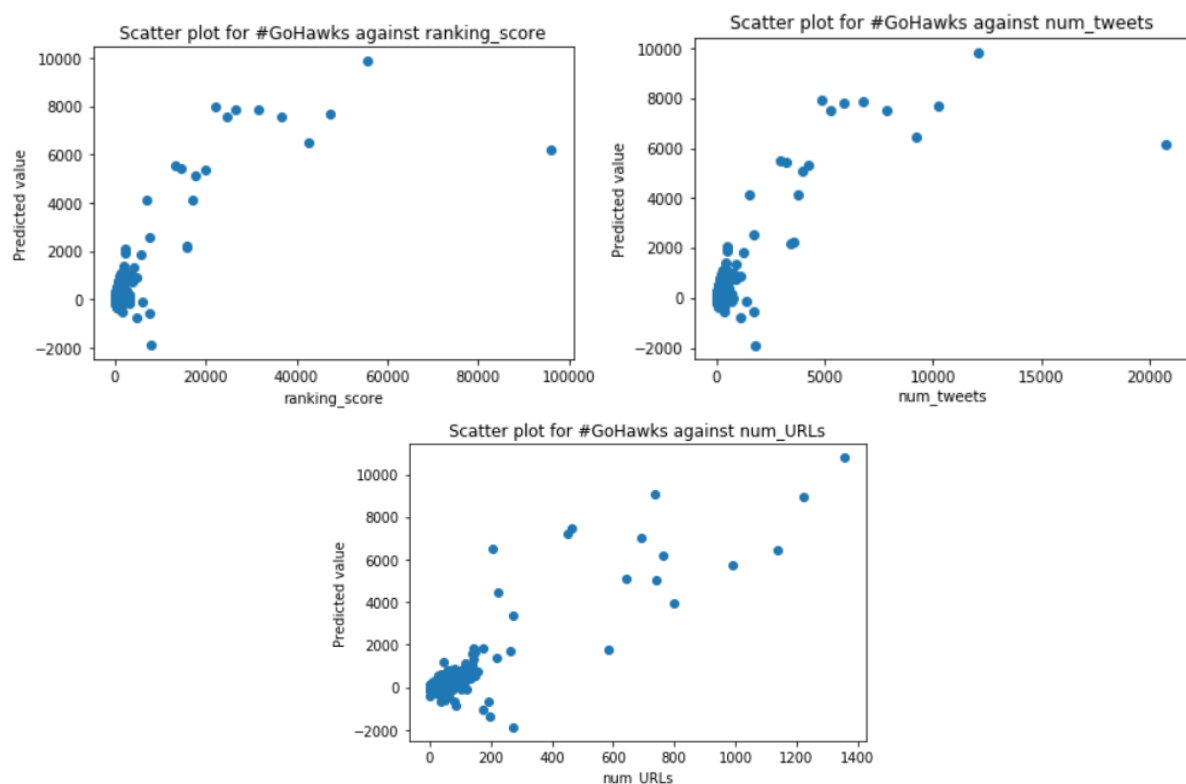 Scatter plot for #GoHawks against ranking_score
10000
8000
6000
4000
2000
0
−2000
Predicted value
0 20000 40000 60000 80000 100000
ranking_score
Scatter plot for #GoHawks against num_tweets
10000
8000
6000
4000
2000
0
−2000
Predicted value
0 5000 10000 15000 20000
num_tweets
Scatter plot for #GoHawks against num_URLs
10000
8000
6000
4000
2000
0
−2000
Predicted value
0 200 400 600 800 1000 1200 1400
num_URLs